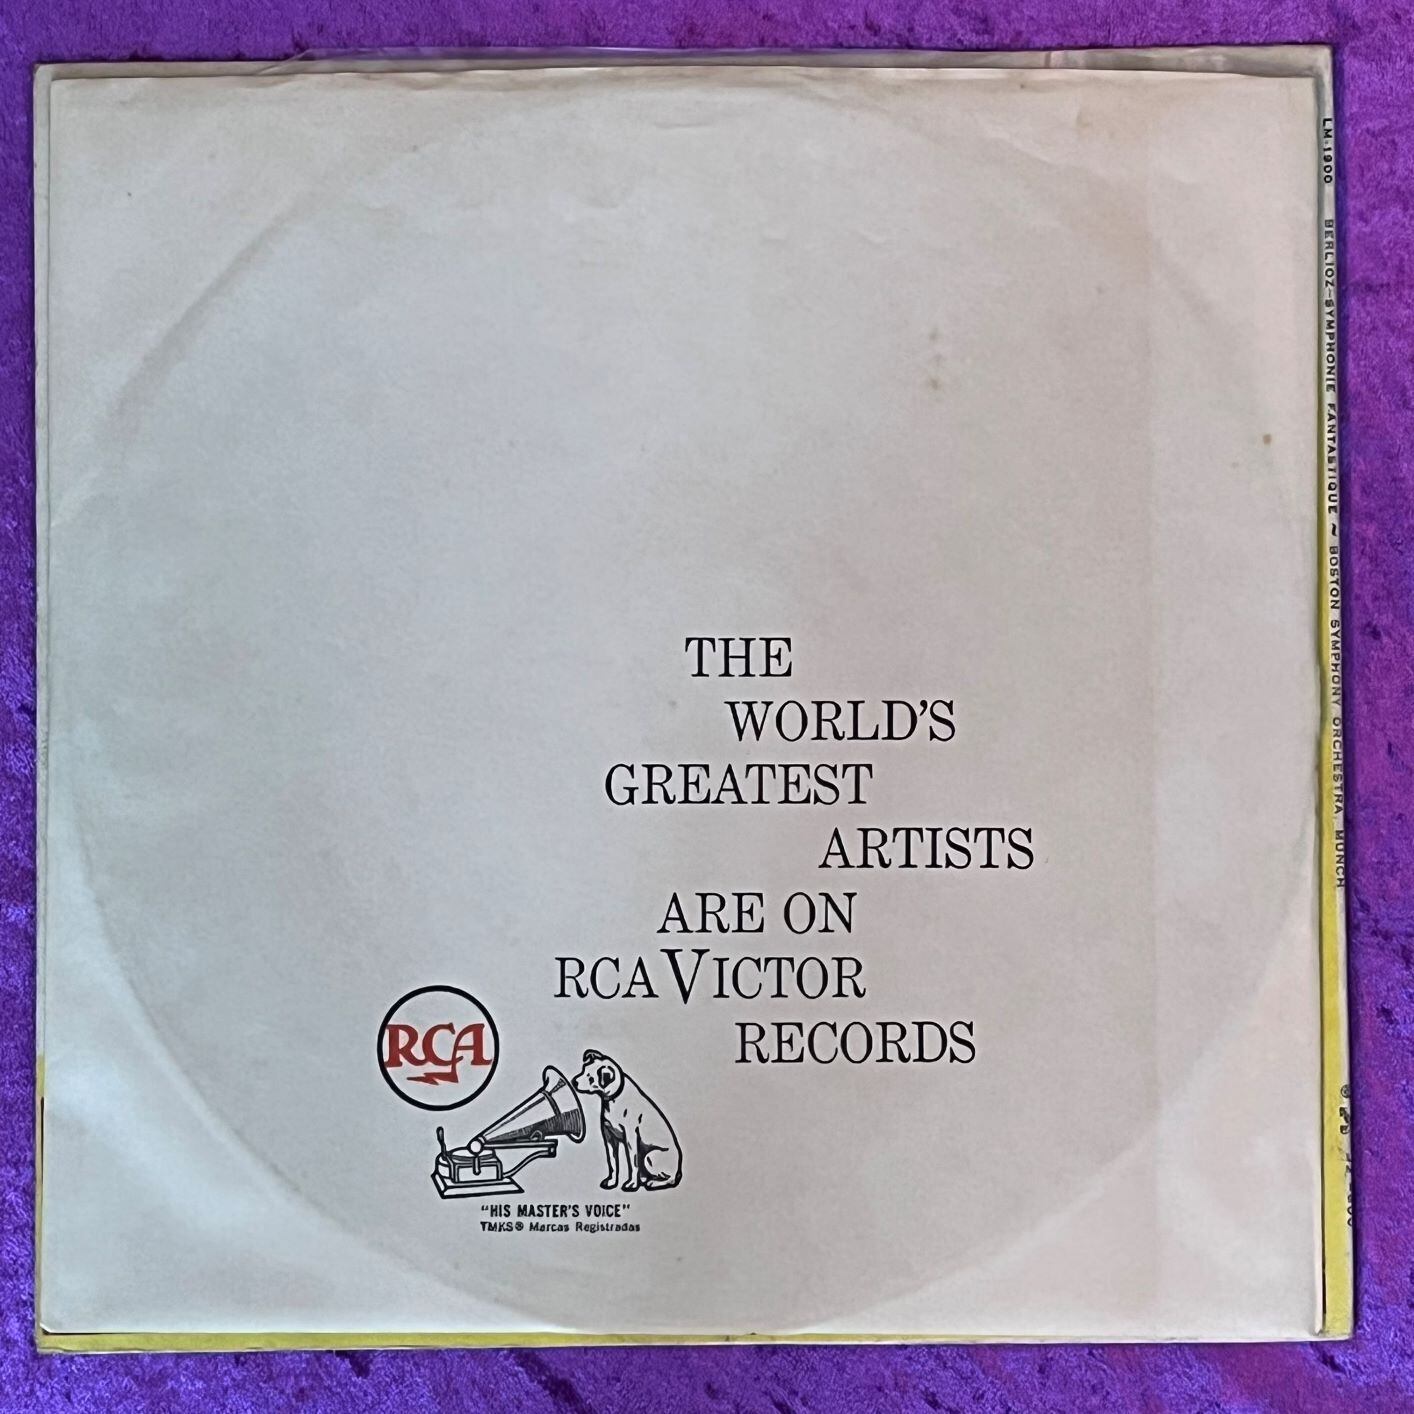 THE
WORLD'S
GREATEST
ARTISTS
ARE ON
RCA VICTOR
RECORDS
RCA
"HIS MASTER'S VOICE"
TMKS® Marcas Registradas
LM-1900 BERLIOZ—SYMPHONIE FANTASTIQUE ~ BOSTON SYMPHONY ORCHESTRA, MUNCH